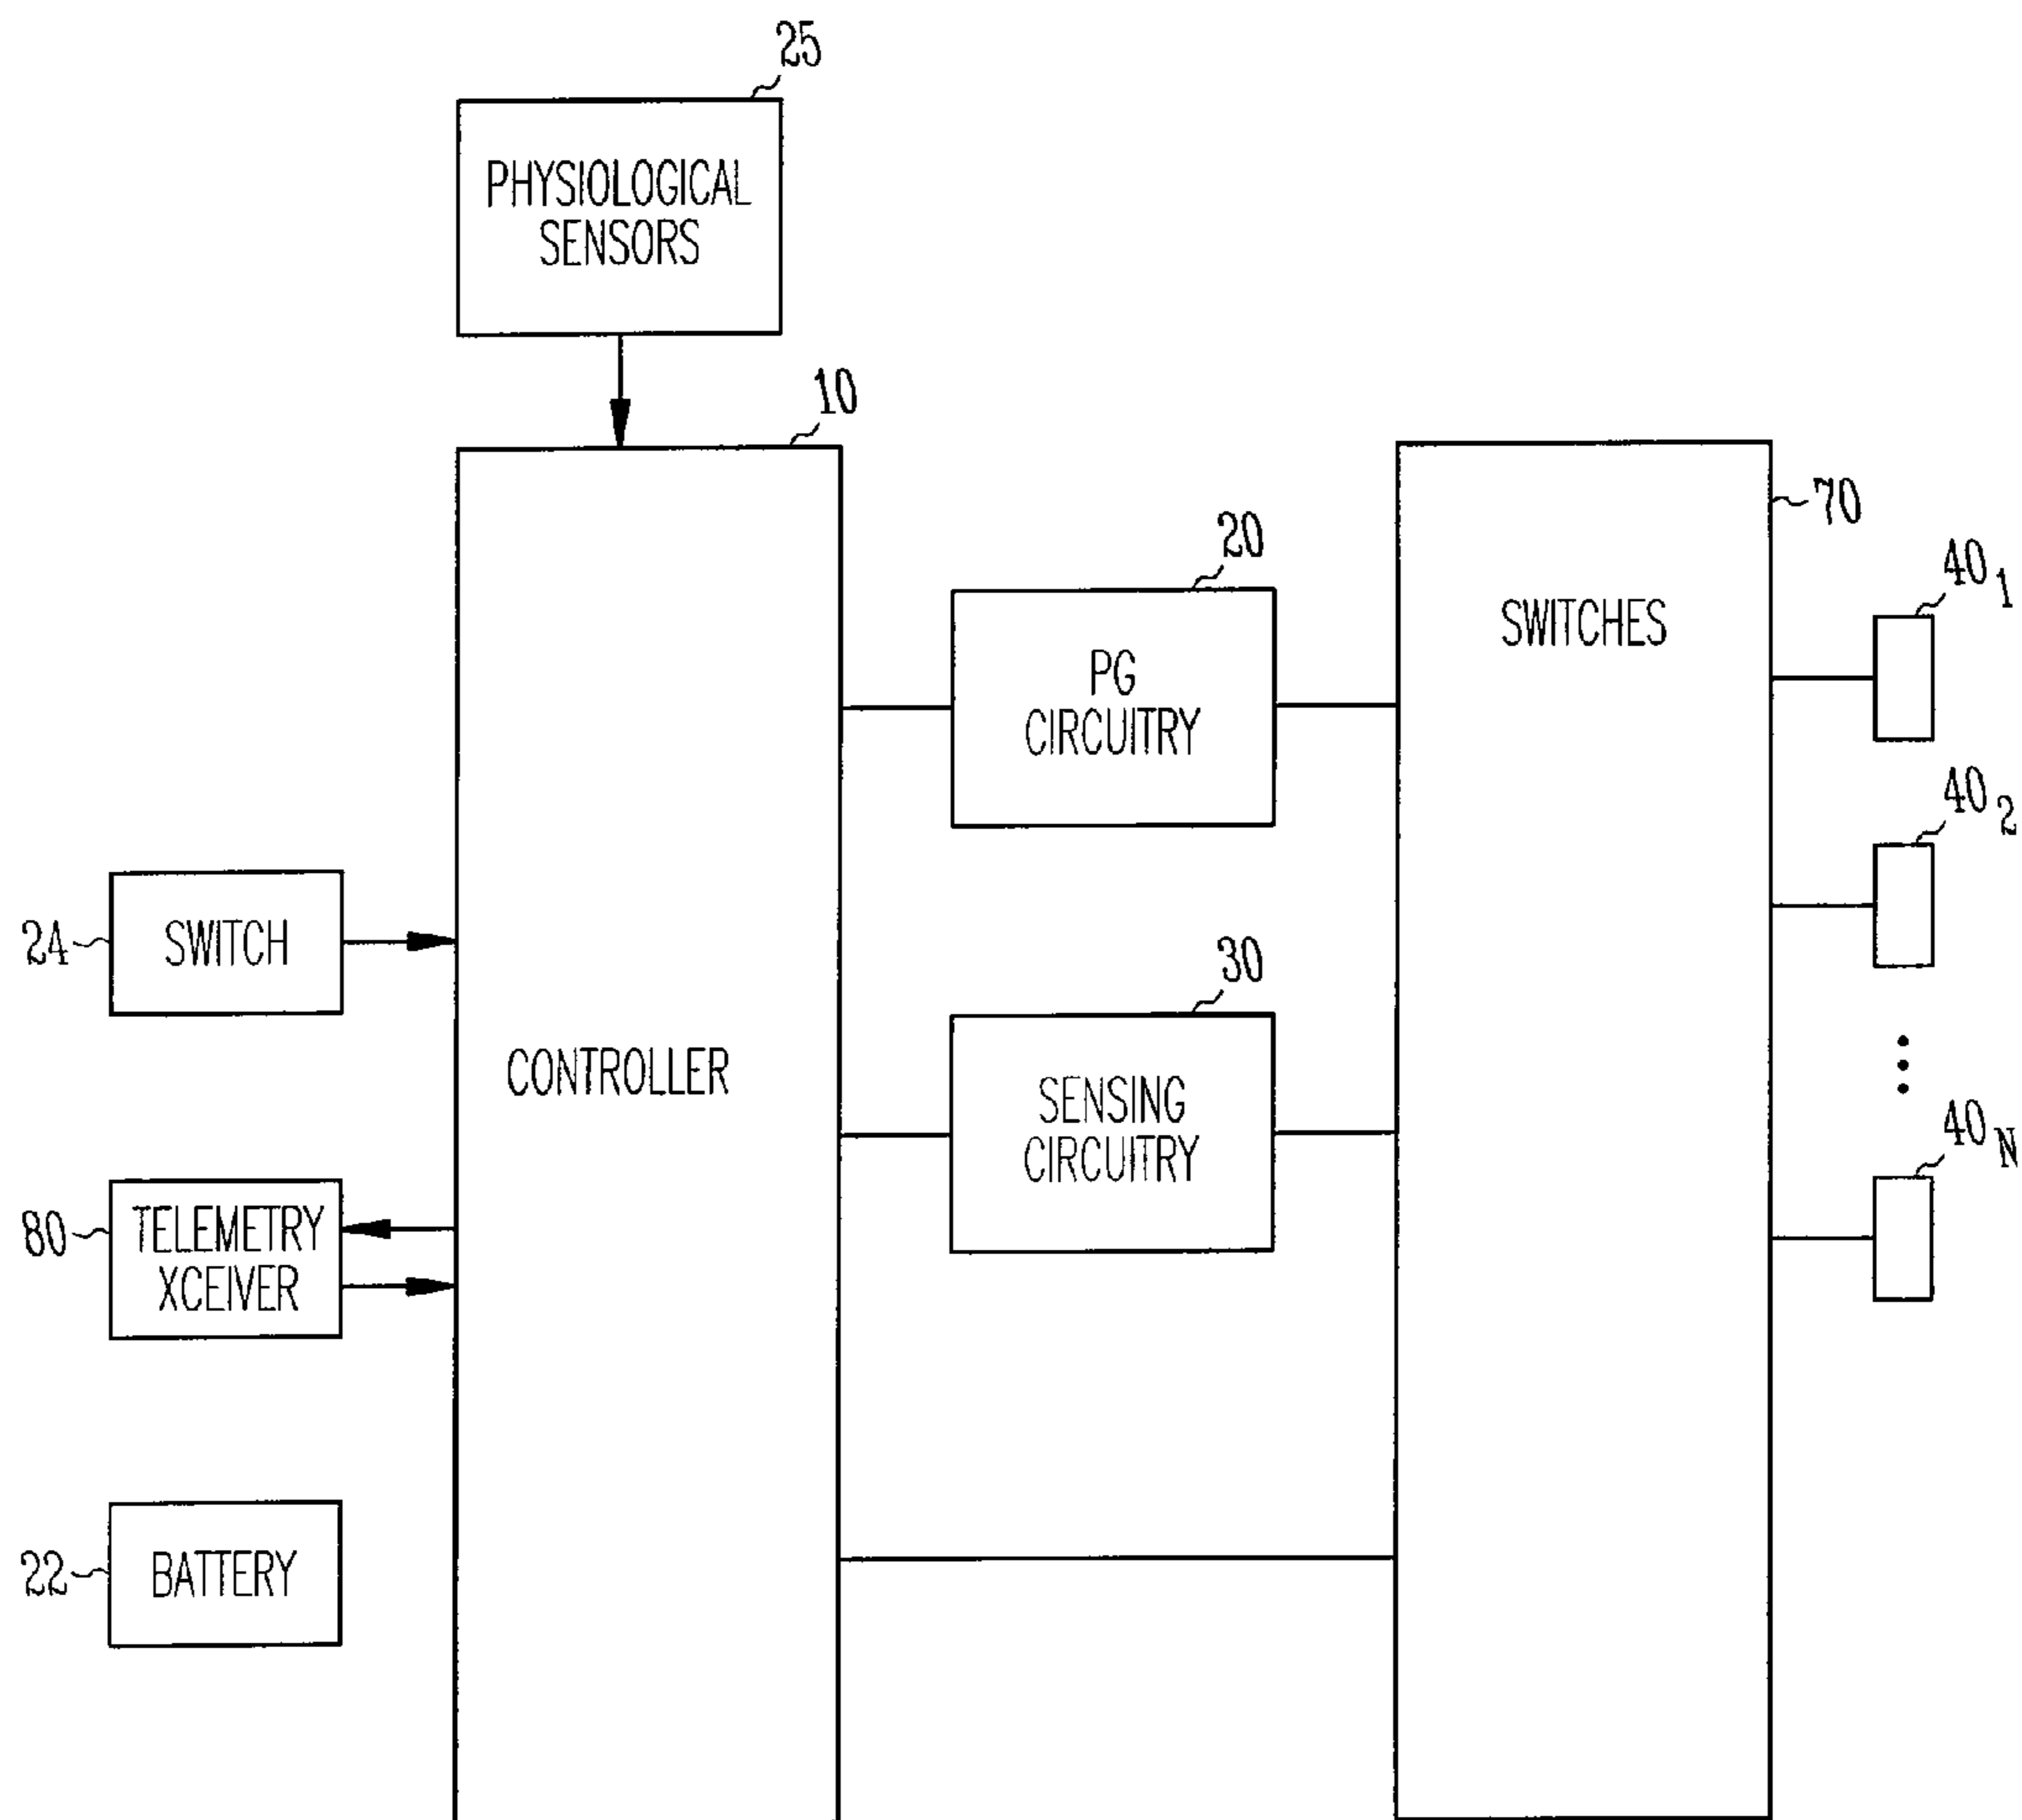 25
PHYSIOLOGICAL
SENSORS
10
CONTROLLER
20
PG
CIRCUITRY
30
SENSING
CIRCUITRY
70
SWITCHES
40 1
40 2
40 N
24
SWITCH
80
TELEMETRY
XCEIVER
22
BATTERY